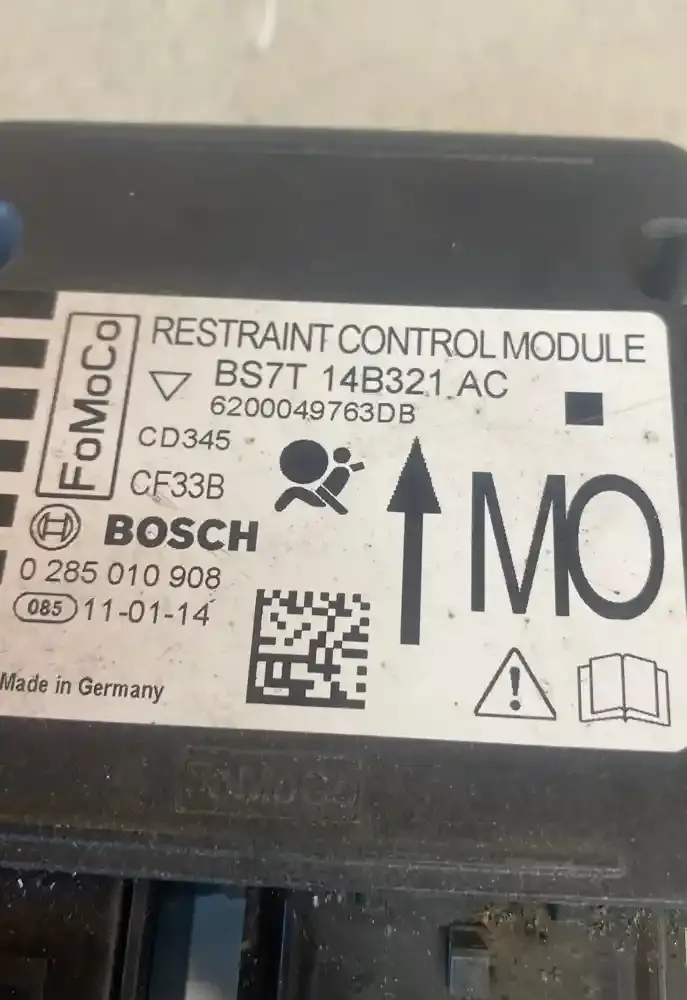 RESTRAINT CONTROL MODULE
FoMoCo
BS7T 14B321 AC
6200049763DB
CD345
CF33B
MO
BOSCH
0 285 010 908
085 11-01-14
Made in Germany
FoMoCo